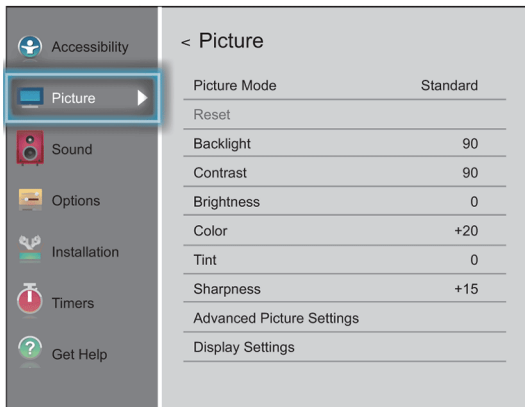 Accessibility
Picture
Sound
Options
Installation
Timers
? Get Help
< Picture
Picture Mode Standard
Reset
Backlight 90
Contrast 90
Brightness 0
Color +20
Tint 0
Sharpness +15
Advanced Picture Settings
Display Settings